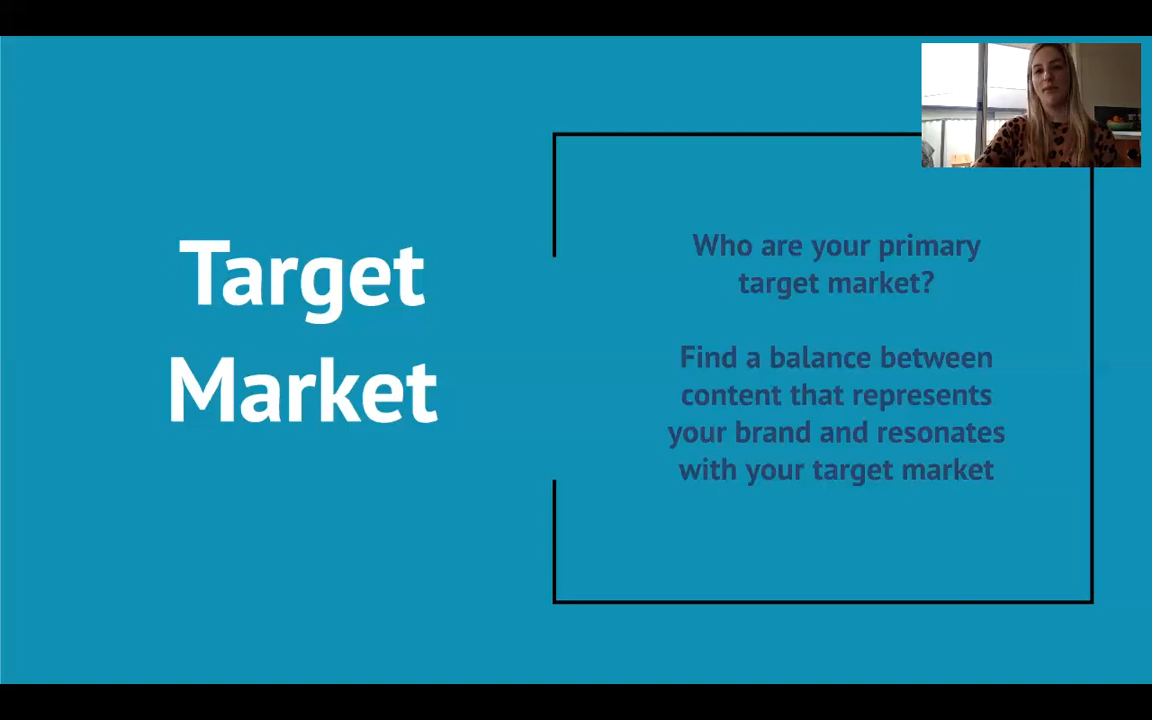 Target
Market
Who are your primary
target market?
Find a balance between
content that represents
your brand and resonates
with your target market